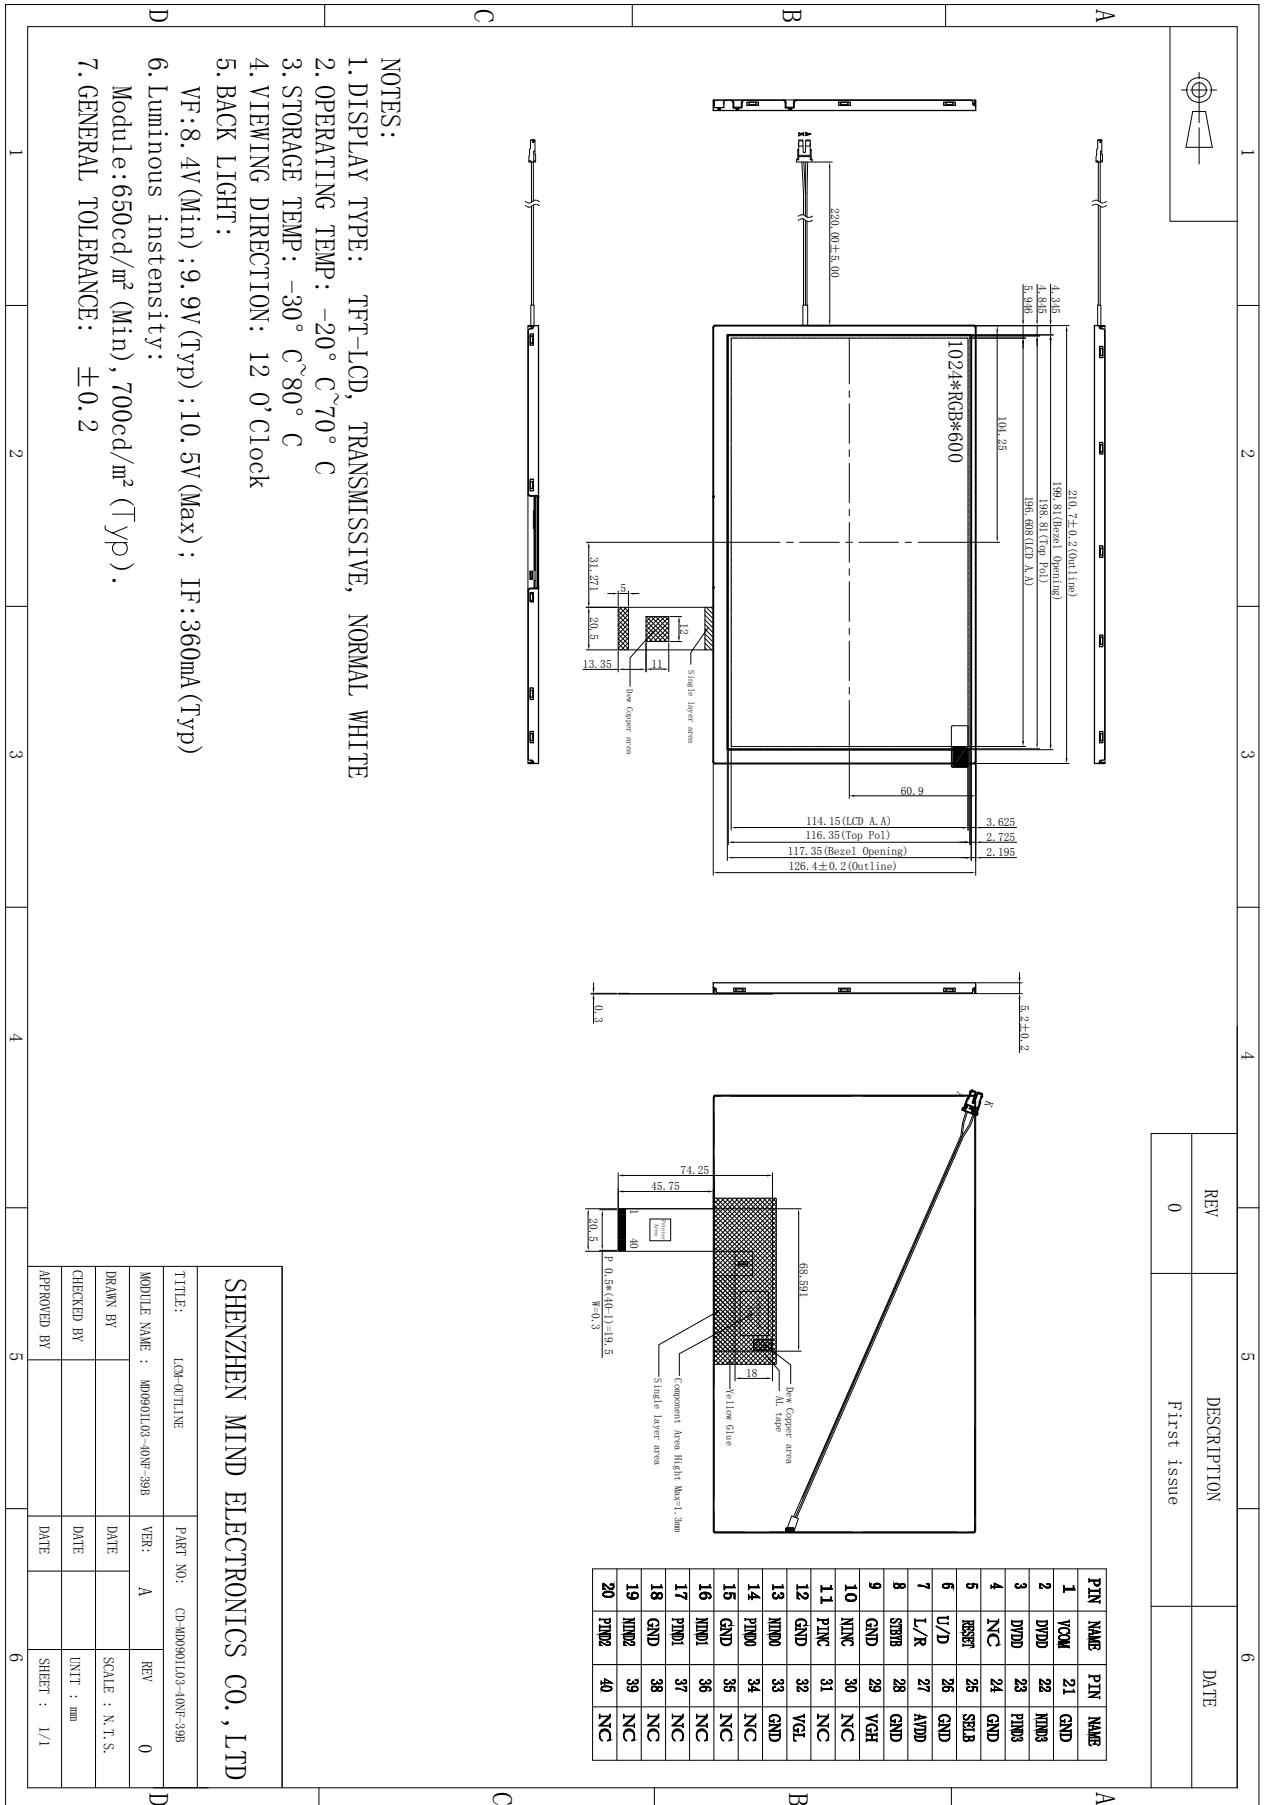 1 2 3 4 5 6
A
B
C
D
REV DESCRIPTION DATE
0 First issue
210.7±0.2(Outline)
199.81(Bezel Opening)
198.81(Top Pol)
196.608(LCD A.A)
4.345
4.845
5.946
104.25
1024*RGB*600
220.00±5.00
60.9
3.625
2.725
2.195
114.15(LCD A.A)
116.35(Top Pol)
117.35(Bezel Opening)
126.4±0.2(Outline)
31.271
20.5
5
12
11
13.35
Single layer area
Dew Copper area
5.2±0.2
0.3
K
74.25
45.75
68.591
18
1 40
Printer Area
20.5
P 0.5*(40-1)=19.5
W=0.3
Dew Copper area
AL tape
Yellow Glue
Component Area Hight Max=1.3mm
Single layer area
PIN NAME PIN NAME
1 VCOM 21 GND
2 DVDD 22 NIND3
3 DVDD 23 PIND3
4 NC 24 GND
5 RESET 25 SELB
6 U/D 26 GND
7 L/R 27 AVDD
8 STBYB 28 GND
9 GND 29 VGH
10 NINC 30 NC
11 PINC 31 NC
12 GND 32 VGL
13 NIND0 33 GND
14 PIND0 34 NC
15 GND 35 NC
16 NIND1 36 NC
17 PIND1 37 NC
18 GND 38 NC
19 NIND2 39 NC
20 PIND2 40 NC
NOTES:
1.DISPLAY TYPE: TFT-LCD, TRANSMISSIVE, NORMAL WHITE
2.OPERATING TEMP: -20° C~70° C
3.STORAGE TEMP: -30° C~80° C
4.VIEWING DIRECTION: 12 O'Clock
5.BACK LIGHT:
VF:8.4V(Min);9.9V(Typ);10.5V(Max); IF:360mA(Typ)
6.Luminous instensity:
Module:650cd/m²(Min),700cd/m²(Typ).
7.GENERAL TOLERANCE: ±0.2
SHENZHEN MIND ELECTRONICS CO.,LTD
TITLE: LCM-OUTLINE PART NO: CD-MD090IL03-40NF-39B
MODULE NAME : MD090IL03-40NF-39B VER: A REV 0
DRAWN BY DATE SCALE : N.T.S.
CHECKED BY DATE UNIT : mm
APPROVED BY DATE SHEET : 1/1
1 2 3 4 5 6
A
B
C
D